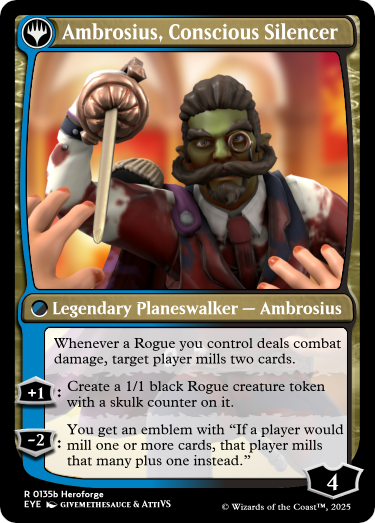 Ambrosius, Conscious Silencer
Legendary Planeswalker — Ambrosius
Whenever a Rogue you control deals combat
damage, target player mills two cards.
+1: Create a 1/1 black Rogue creature token
with a skulk counter on it.
-2: You get an emblem with “If a player would
mill one or more cards, that player mills
that many plus one instead.”
4
R 0135b Heroforge
EYE GIVEMETHESAUCE & ATTIVS
© Wizards of the Coast™, 2025